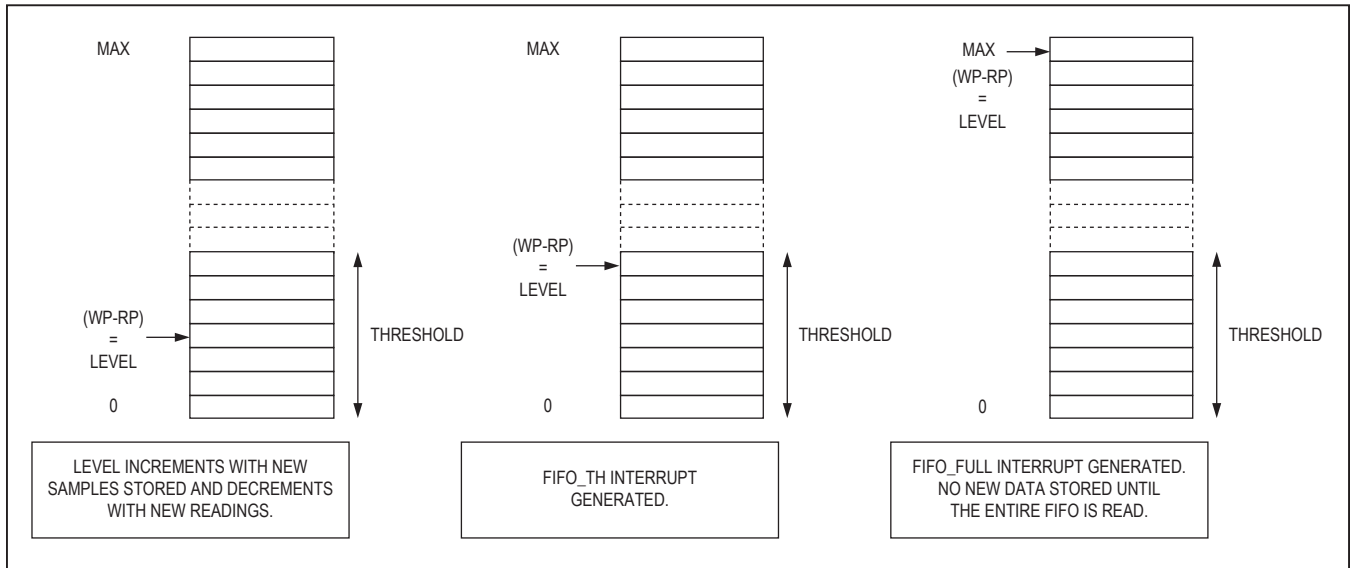 MAX
(WP-RP)
=
LEVEL
0
THRESHOLD
LEVEL INCREMENTS WITH NEW
SAMPLES STORED AND DECREMENTS
WITH NEW READINGS.
MAX
(WP-RP)
=
LEVEL
0
THRESHOLD
FIFO_TH INTERRUPT
GENERATED.
MAX
(WP-RP)
=
LEVEL
0
THRESHOLD
FIFO_FULL INTERRUPT GENERATED.
NO NEW DATA STORED UNTIL
THE ENTIRE FIFO IS READ.